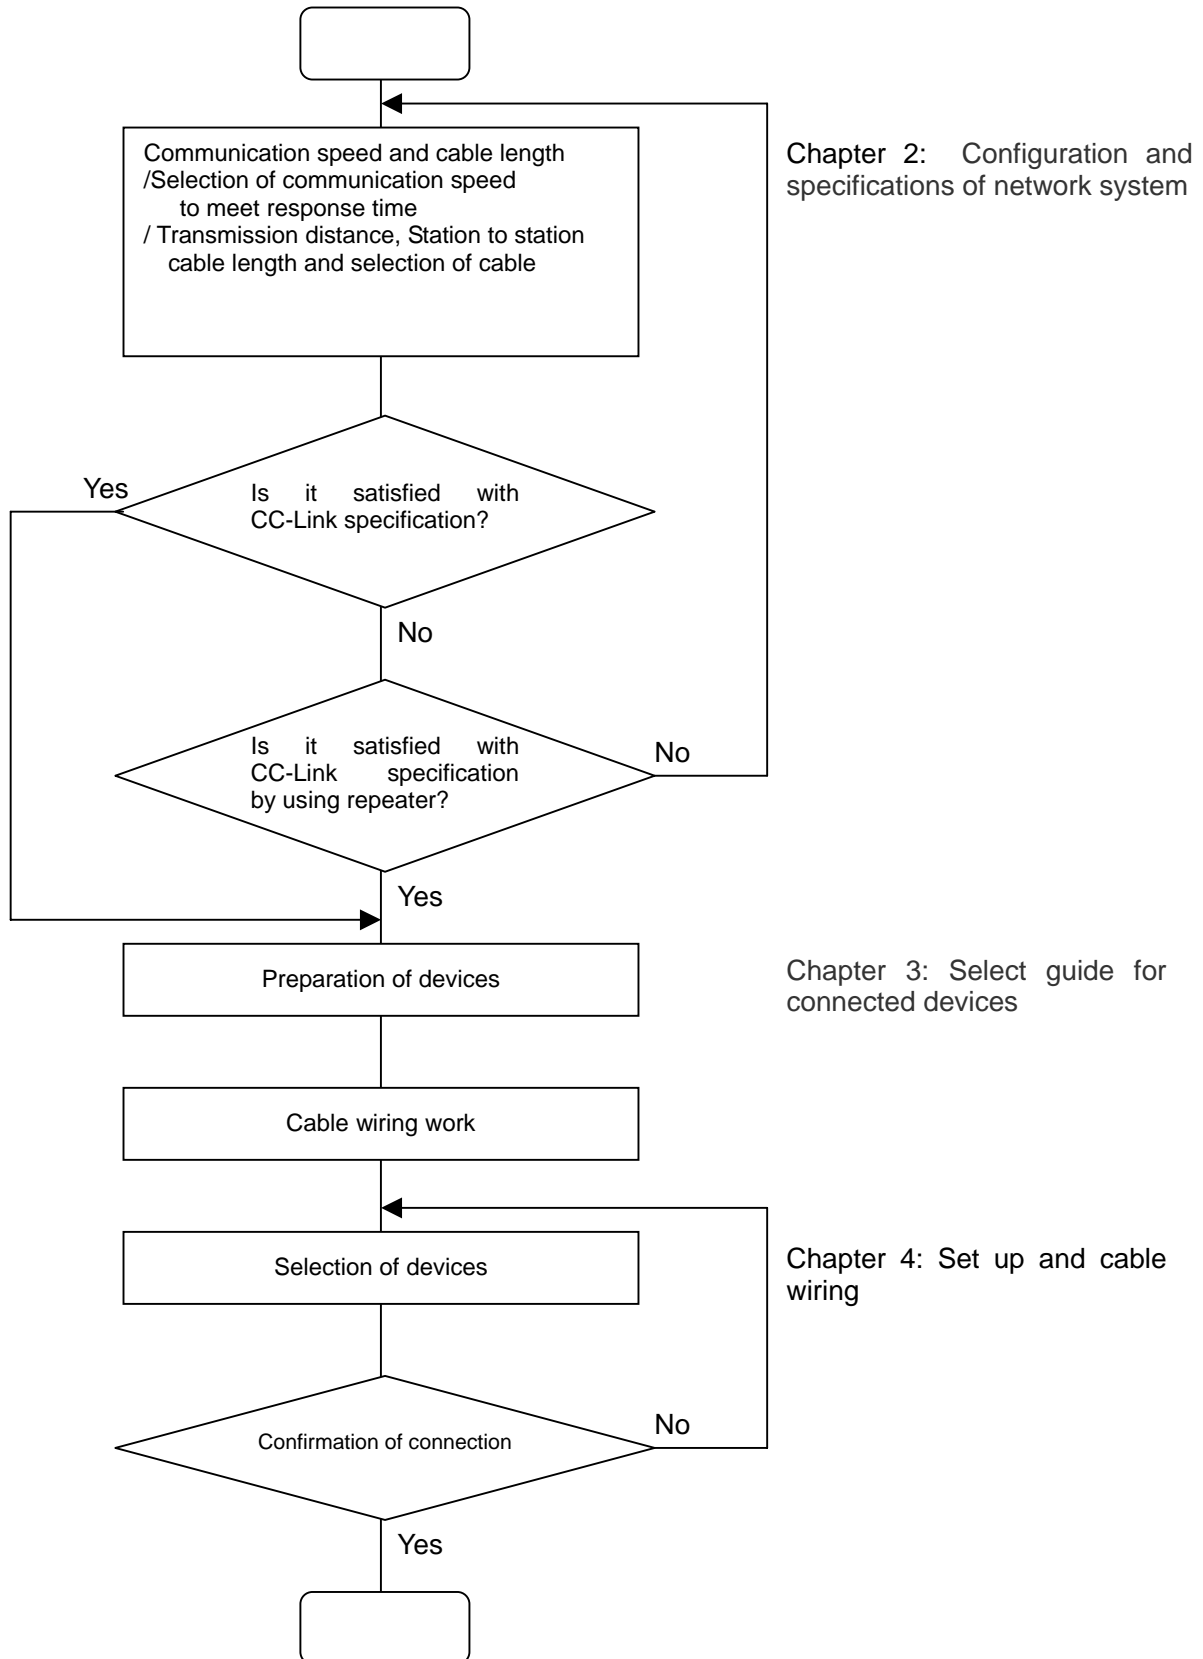 Communication speed and cable length
/Selection of communication speed
to meet response time
/ Transmission distance, Station to station
cable length and selection of cable
Chapter 2: Configuration and
specifications of network system
Yes
Is it satisfied with
CC-Link specification?
No
Is it satisfied with
CC-Link specification
by using repeater?
No
Yes
Preparation of devices
Chapter 3: Select guide for
connected devices
Cable wiring work
Selection of devices
Chapter 4: Set up and cable
wiring
Confirmation of connection
No
Yes